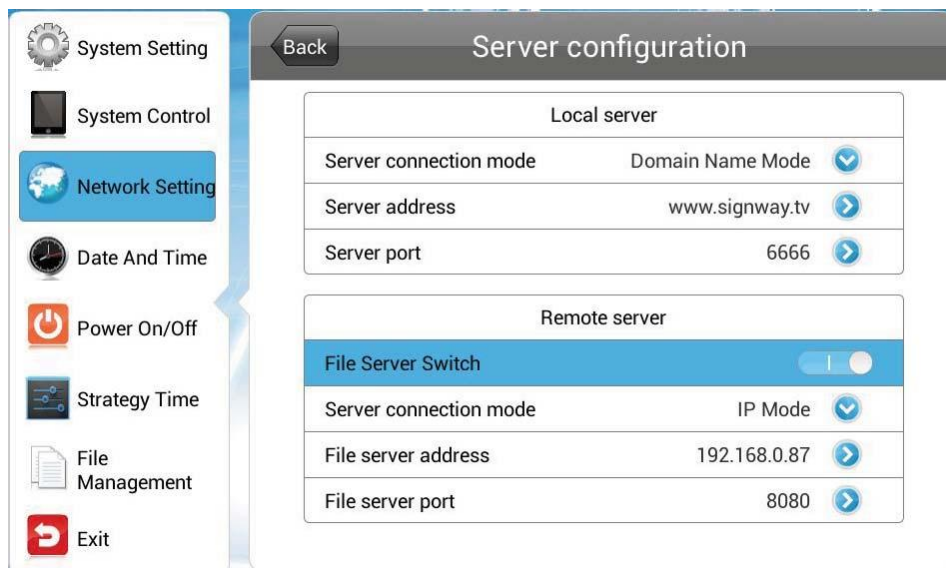 System Setting
System Control
Network Setting
Date And Time
Power On/Off
Strategy Time
File
Management
Exit
Back
Server configuration
Local server
Server connection mode Domain Name Mode
Server address www.signway.tv
Server port 6666
Remote server
File Server Switch
Server connection mode IP Mode
File server address 192.168.0.87
File server port 8080